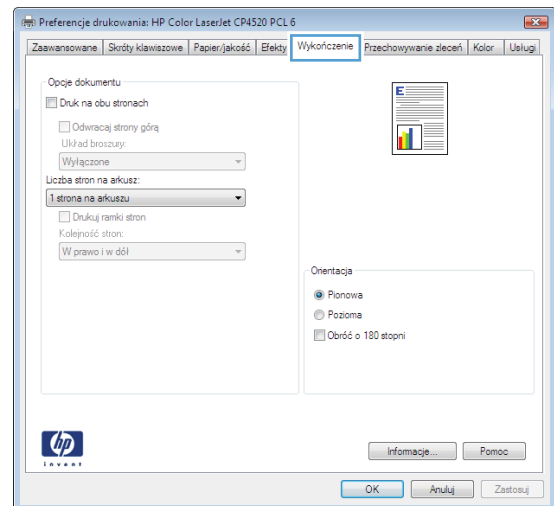 Preferencje drukowania: HP Color LaserJet CP4520 PCL 6
Zaawansowane Skróty klawiszowe Papier/jakość Efekty Wykończenie Przechowywanie zleceń Kolor Usługi
Opcje dokumentu
Druk na obu stronach
Odwracaj strony górą
Układ broszury:
Wyłączone
Liczba stron na arkusz:
1 strona na arkuszu
Drukuj ramki stron
Kolejność stron:
W prawo i w dół
E
Orientacja
Pionowa
Pozioma
Obróć o 180 stopni
hp
invent
Informacje... Pomoc
OK Anuluj Zastosuj